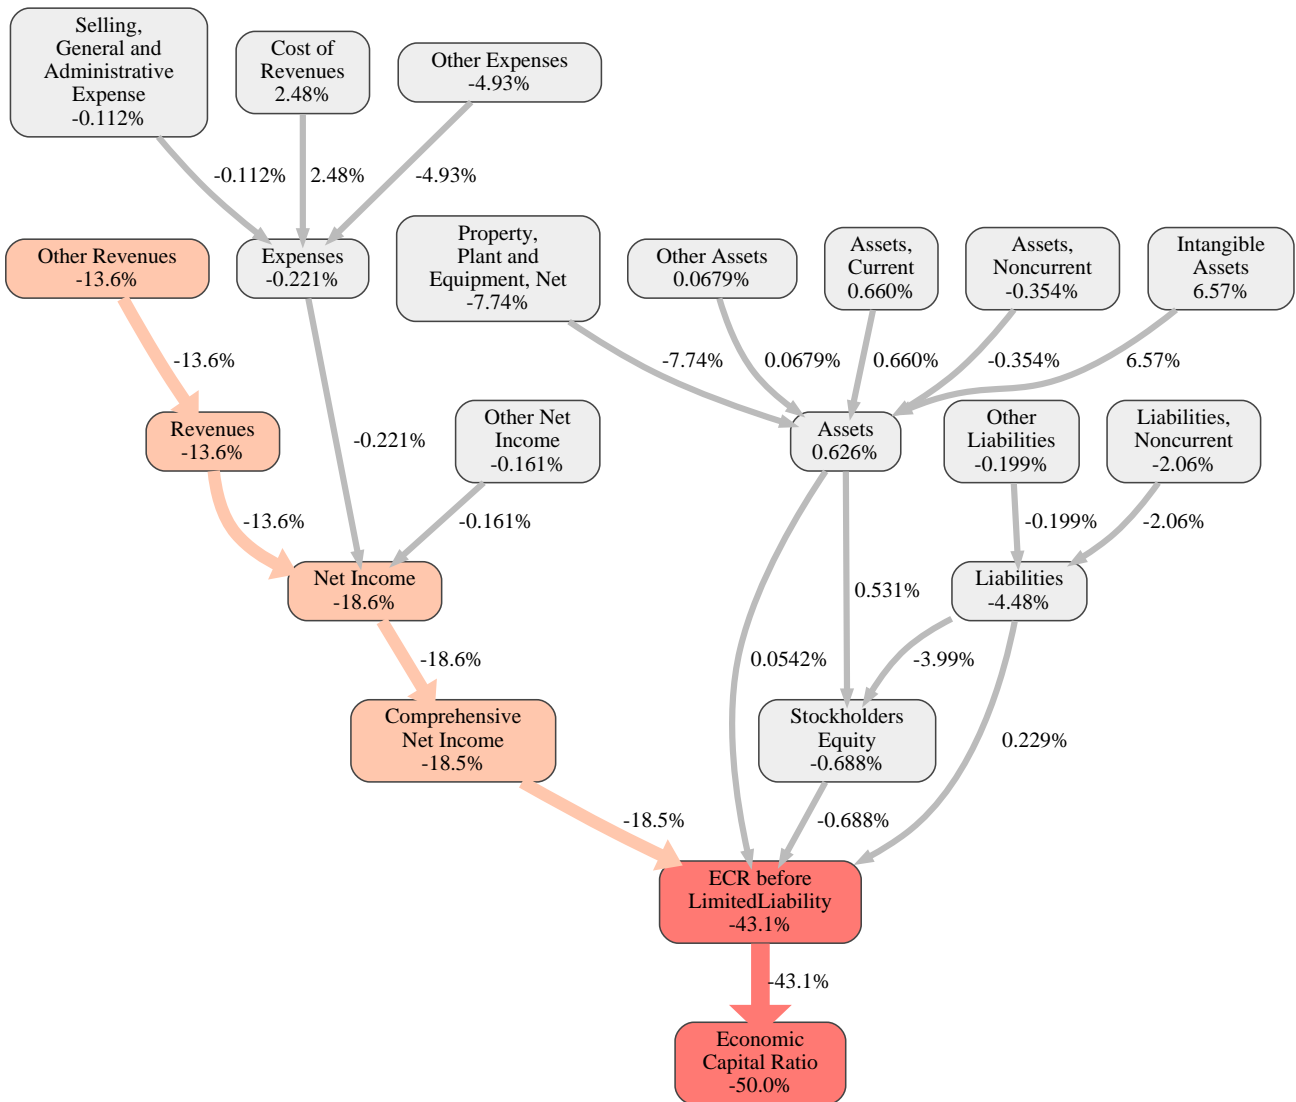 Selling,
General and
Administrative
Expense
-0.112%
Cost of
Revenues
2.48%
Other Expenses
-4.93%
-0.112%
2.48%
-4.93%
Other Revenues
-13.6%
Expenses
-0.221%
Property,
Plant and
Equipment, Net
-7.74%
Other Assets
0.0679%
Assets,
Current
0.660%
Assets,
Noncurrent
-0.354%
Intangible
Assets
6.57%
-13.6%
-7.74%
0.0679%
0.660%
-0.354%
6.57%
Revenues
-13.6%
-0.221%
Other Net
Income
-0.161%
Assets
0.626%
Other
Liabilities
-0.199%
Liabilities,
Noncurrent
-2.06%
-13.6%
-0.161%
-0.199%
-2.06%
Net Income
-18.6%
0.531%
Liabilities
-4.48%
-18.6%
0.0542%
-3.99%
Comprehensive
Net Income
-18.5%
Stockholders
Equity
-0.688%
0.229%
-18.5%
-0.688%
ECR before
LimitedLiability
-43.1%
-43.1%
Economic
Capital Ratio
-50.0%